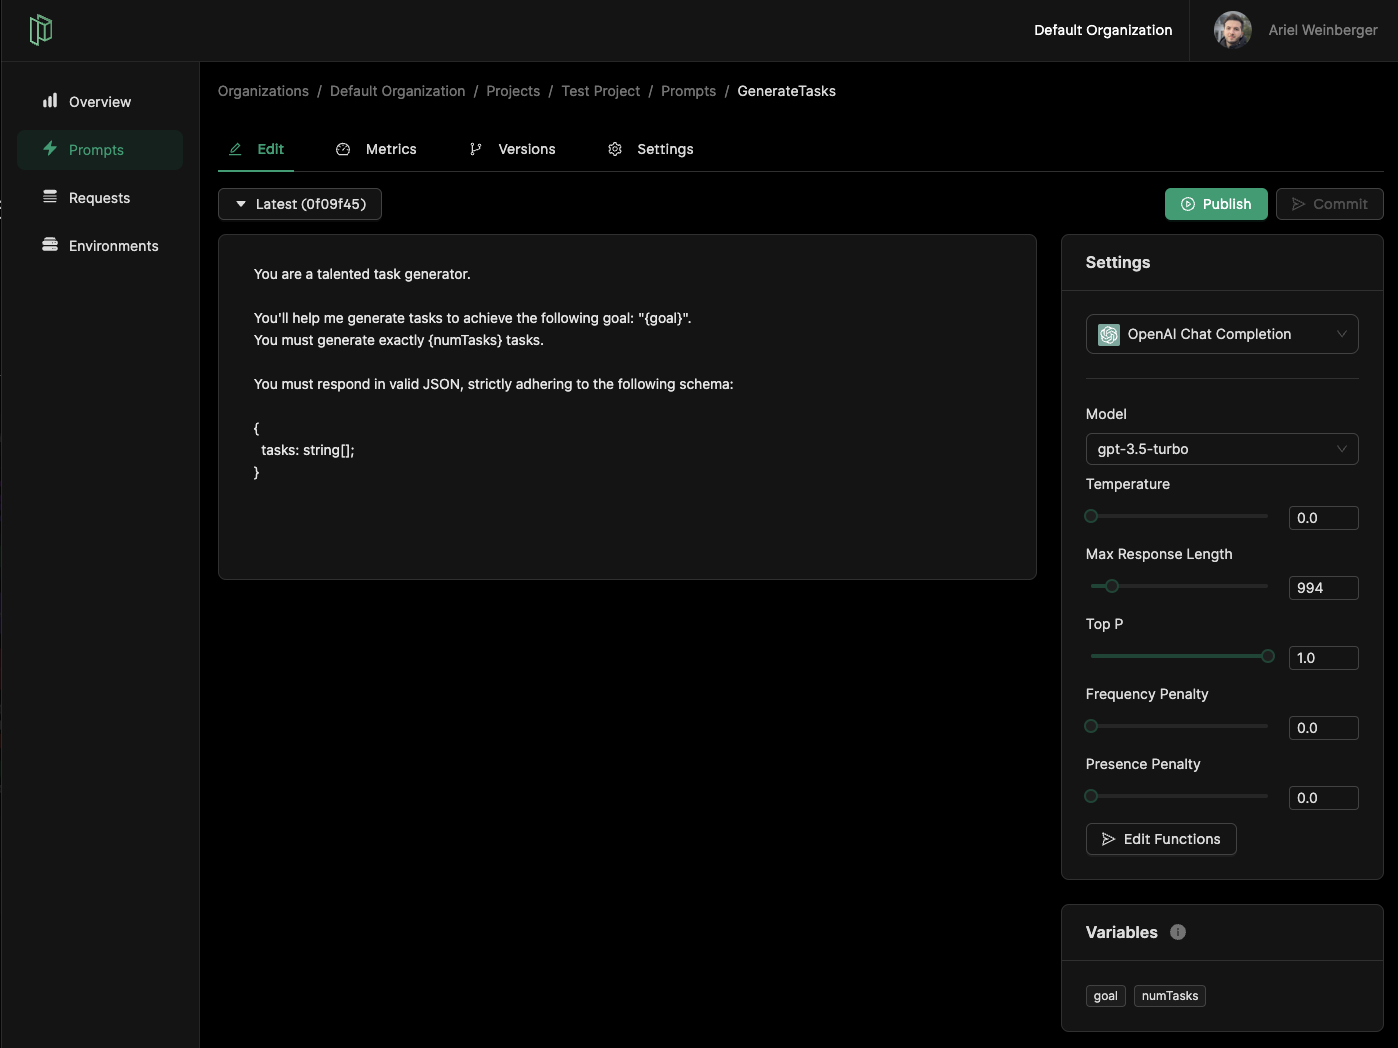 Default Organization
Ariel Weinberger
Overview
Prompts
Requests
Environments
Organizations / Default Organization / Projects / Test Project / Prompts / GenerateTasks
Edit
Metrics
Versions
Settings
Latest (0f09f45)
Publish
Commit
You are a talented task generator.
You'll help me generate tasks to achieve the following goal: "{goal}".
You must generate exactly {numTasks} tasks.
You must respond in valid JSON, strictly adhering to the following schema:
{
tasks: string[];
}
Settings
OpenAI Chat Completion
Model
gpt-3.5-turbo
Temperature
0.0
Max Response Length
994
Top P
1.0
Frequency Penalty
0.0
Presence Penalty
0.0
Edit Functions
Variables
goal
numTasks